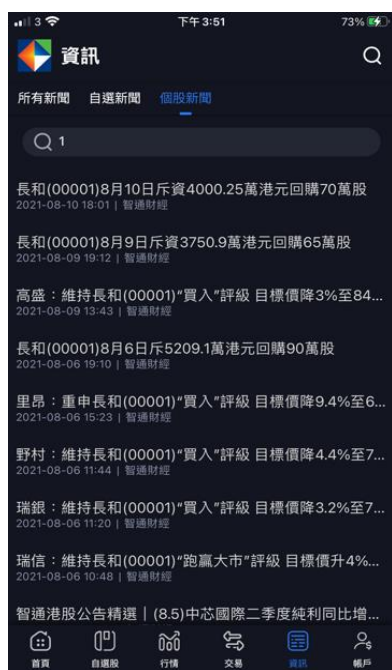 3 下午3:51 73%
資訊
所有新聞 自選新聞 個股新聞
1
長和(00001)8月10日斥資4000.25萬港元回購70萬股
2021-08-10 18:01 | 智通財經
長和(00001)8月9日斥資3750.9萬港元回購65萬股
2021-08-09 19:12 | 智通財經
高盛：維持長和(00001)“買入”評級 目標價降3%至84...
2021-08-09 13:43 | 智通財經
長和(00001)8月6日斥5209.1萬港元回購90萬股
2021-08-06 19:10 | 智通財經
里昂：重申長和(00001)“買入”評級 目標價降9.4%至6...
2021-08-06 15:23 | 智通財經
野村：維持長和(00001)“買入”評級 目標價降4.4%至7...
2021-08-06 11:44 | 智通財經
瑞銀：維持長和(00001)“買入”評級 目標價降3.2%至7...
2021-08-06 11:20 | 智通財經
瑞信：維持長和(00001)“跑贏大市”評級 目標價升4%...
2021-08-06 10:48 | 智通財經
智通港股公告精選｜(8.5)中芯國際二季度純利同比增...
首頁 自選股 行情 交易 資訊 帳戶